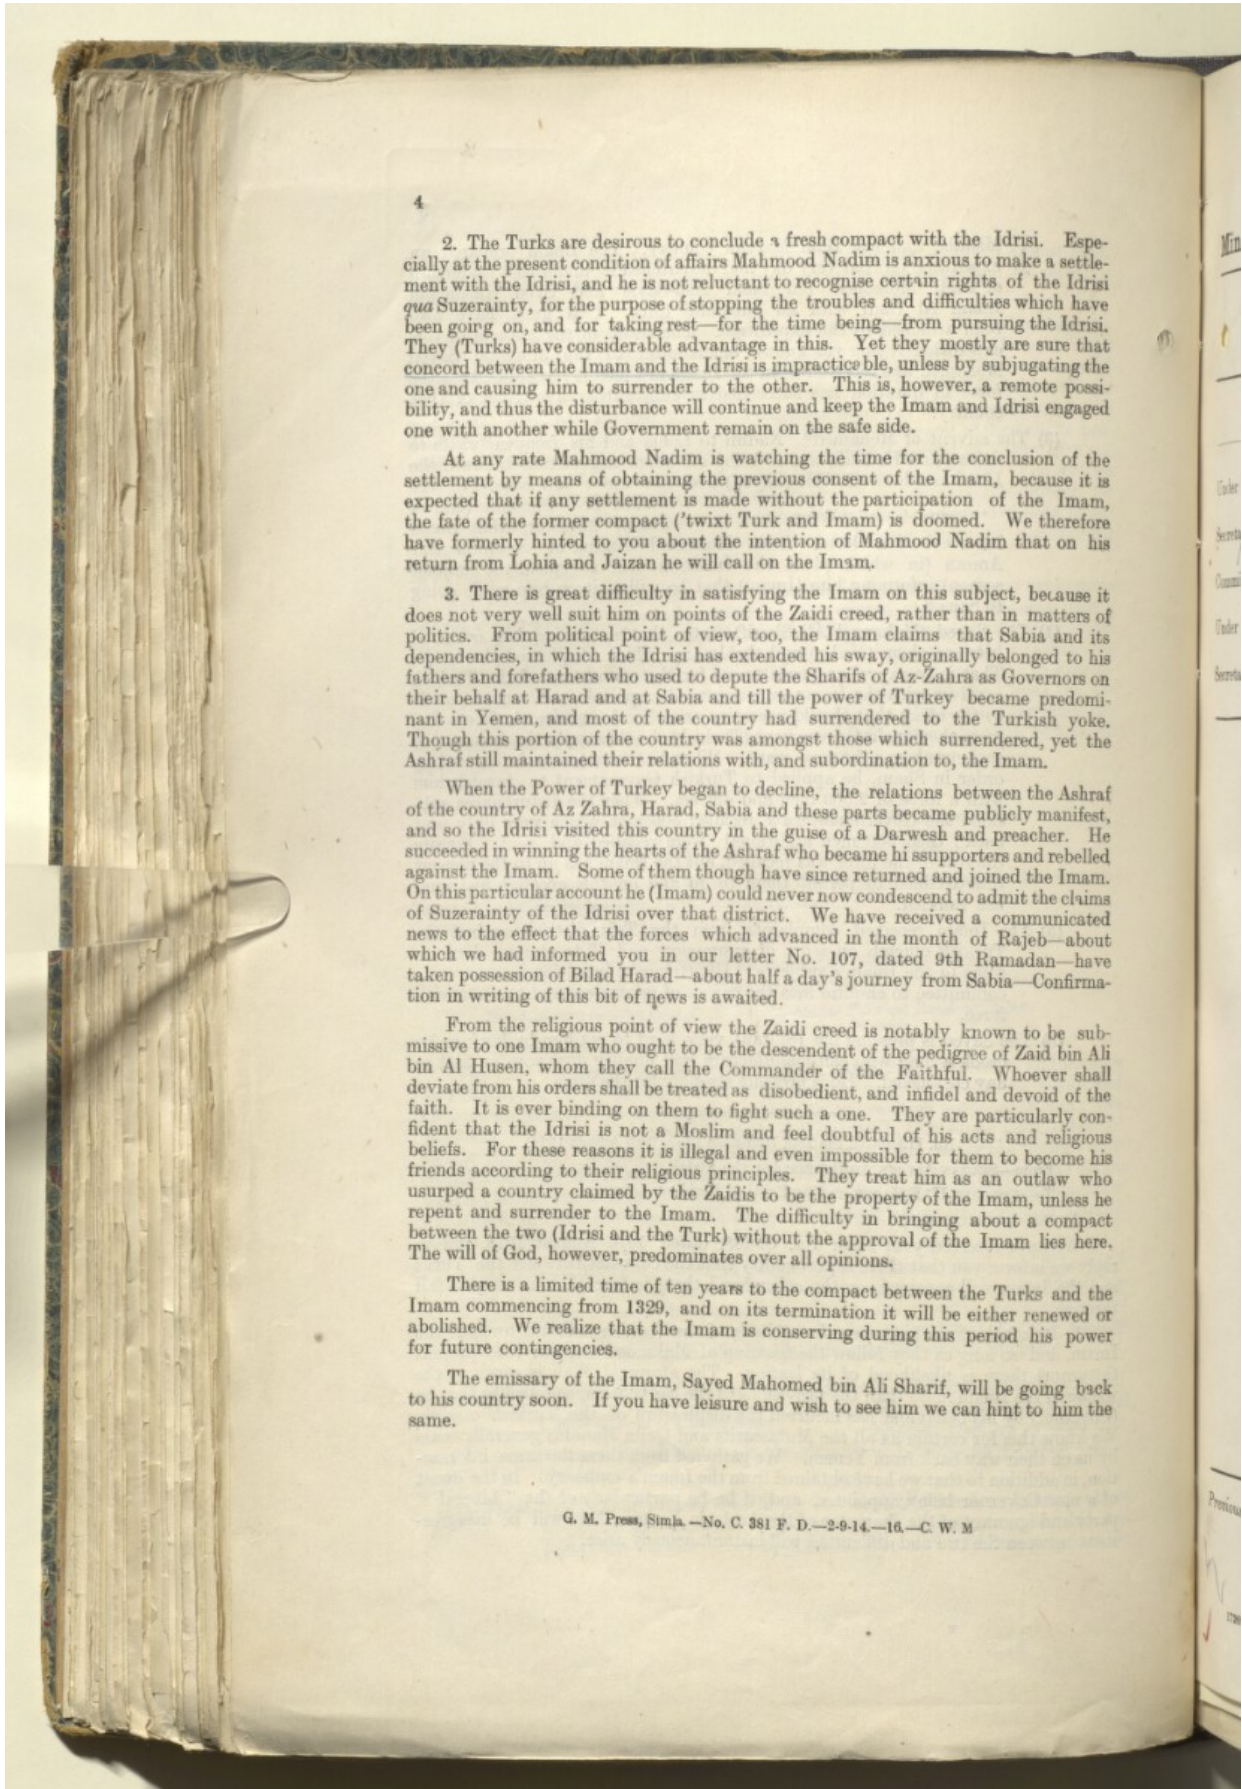 4
2. The Turks are desirous to conclude a fresh compact with the Idrisi. Espe-
cially at the present condition of affairs Mahmood Nadim is anxious to make a settle-
ment with the Idrisi, and he is not reluctant to recognise certain rights of the Idrisi
qua Suzerainty, for the purpose of stopping the troubles and difficulties which have
been going on, and for taking rest—for the time being—from pursuing the Idrisi.
They (Turks) have considerable advantage in this. Yet they mostly are sure that
concord between the Imam and the Idrisi is impracticable, unless by subjugating the
one and causing him to surrender to the other. This is, however, a remote possi-
bility, and thus the disturbance will continue and keep the Imam and Idrisi engaged
one with another while Government remain on the safe side.
At any rate Mahmood Nadim is watching the time for the conclusion of the
settlement by means of obtaining the previous consent of the Imam, because it is
expected that if any settlement is made without the participation of the Imam,
the fate of the former compact ('twixt Turk and Imam) is doomed. We therefore
have formerly hinted to you about the intention of Mahmood Nadim that on his
return from Lohia and Jaizan he will call on the Imam.
3. There is great difficulty in satisfying the Imam on this subject, because it
does not very well suit him on points of the Zaidi creed, rather than in matters of
politics. From political point of view, too, the Imam claims that Sabia and its
dependencies, in which the Idrisi has extended his sway, originally belonged to his
fathers and forefathers who used to depute the Sharifs of Az-Zahra as Governors on
their behalf at Harad and at Sabia and till the power of Turkey became predomi-
nant in Yemen, and most of the country had surrendered to the Turkish yoke.
Though this portion of the country was amongst those which surrendered, yet the
Ashraf still maintained their relations with, and subordination to, the Imam.
When the Power of Turkey began to decline, the relations between the Ashraf
of the country of Az Zahra, Harad, Sabia and these parts became publicly manifest,
and so the Idrisi visited this country in the guise of a Darwesh and preacher. He
succeeded in winning the hearts of the Ashraf who became hi ssupporters and rebelled
against the Imam. Some of them though have since returned and joined the Imam.
On this particular account he (Imam) could never now condescend to admit the claims
of Suzerainty of the Idrisi over that district. We have received a communicated
news to the effect that the forces which advanced in the month of Rajeb—about
which we had informed you in our letter No. 107, dated 9th Ramadan—have
taken possession of Bilad Harad—about half a day's journey from Sabia—Confirma-
tion in writing of this bit of news is awaited.
From the religious point of view the Zaidi creed is notably known to be sub-
missive to one Imam who ought to be the descendent of the pedigree of Zaid bin Ali
bin Al Husen, whom they call the Commander of the Faithful. Whoever shall
deviate from his orders shall be treated as disobedient, and infidel and devoid of the
faith. It is ever binding on them to fight such a one. They are particularly con-
fident that the Idrisi is not a Moslim and feel doubtful of his acts and religious
beliefs. For these reasons it is illegal and even impossible for them to become his
friends according to their religious principles. They treat him as an outlaw who
usurped a country claimed by the Zaidis to be the property of the Imam, unless he
repent and surrender to the Imam. The difficulty in bringing about a compact
between the two (Idrisi and the Turk) without the approval of the Imam lies here.
The will of God, however, predominates over all opinions.
There is a limited time of ten years to the compact between the Turks and the
Imam commencing from 1329, and on its termination it will be either renewed or
abolished. We realize that the Imam is conserving during this period his power
for future contingencies.
The emissary of the Imam, Sayed Mahomed bin Ali Sharif, will be going back
to his country soon. If you have leisure and wish to see him we can hint to him the
same.
G. M. Press, Simla.—No. C. 381 F. D.—2-9-14.—16.—C. W. M
Min
Under
Secreta
Under
Secreta
Previous